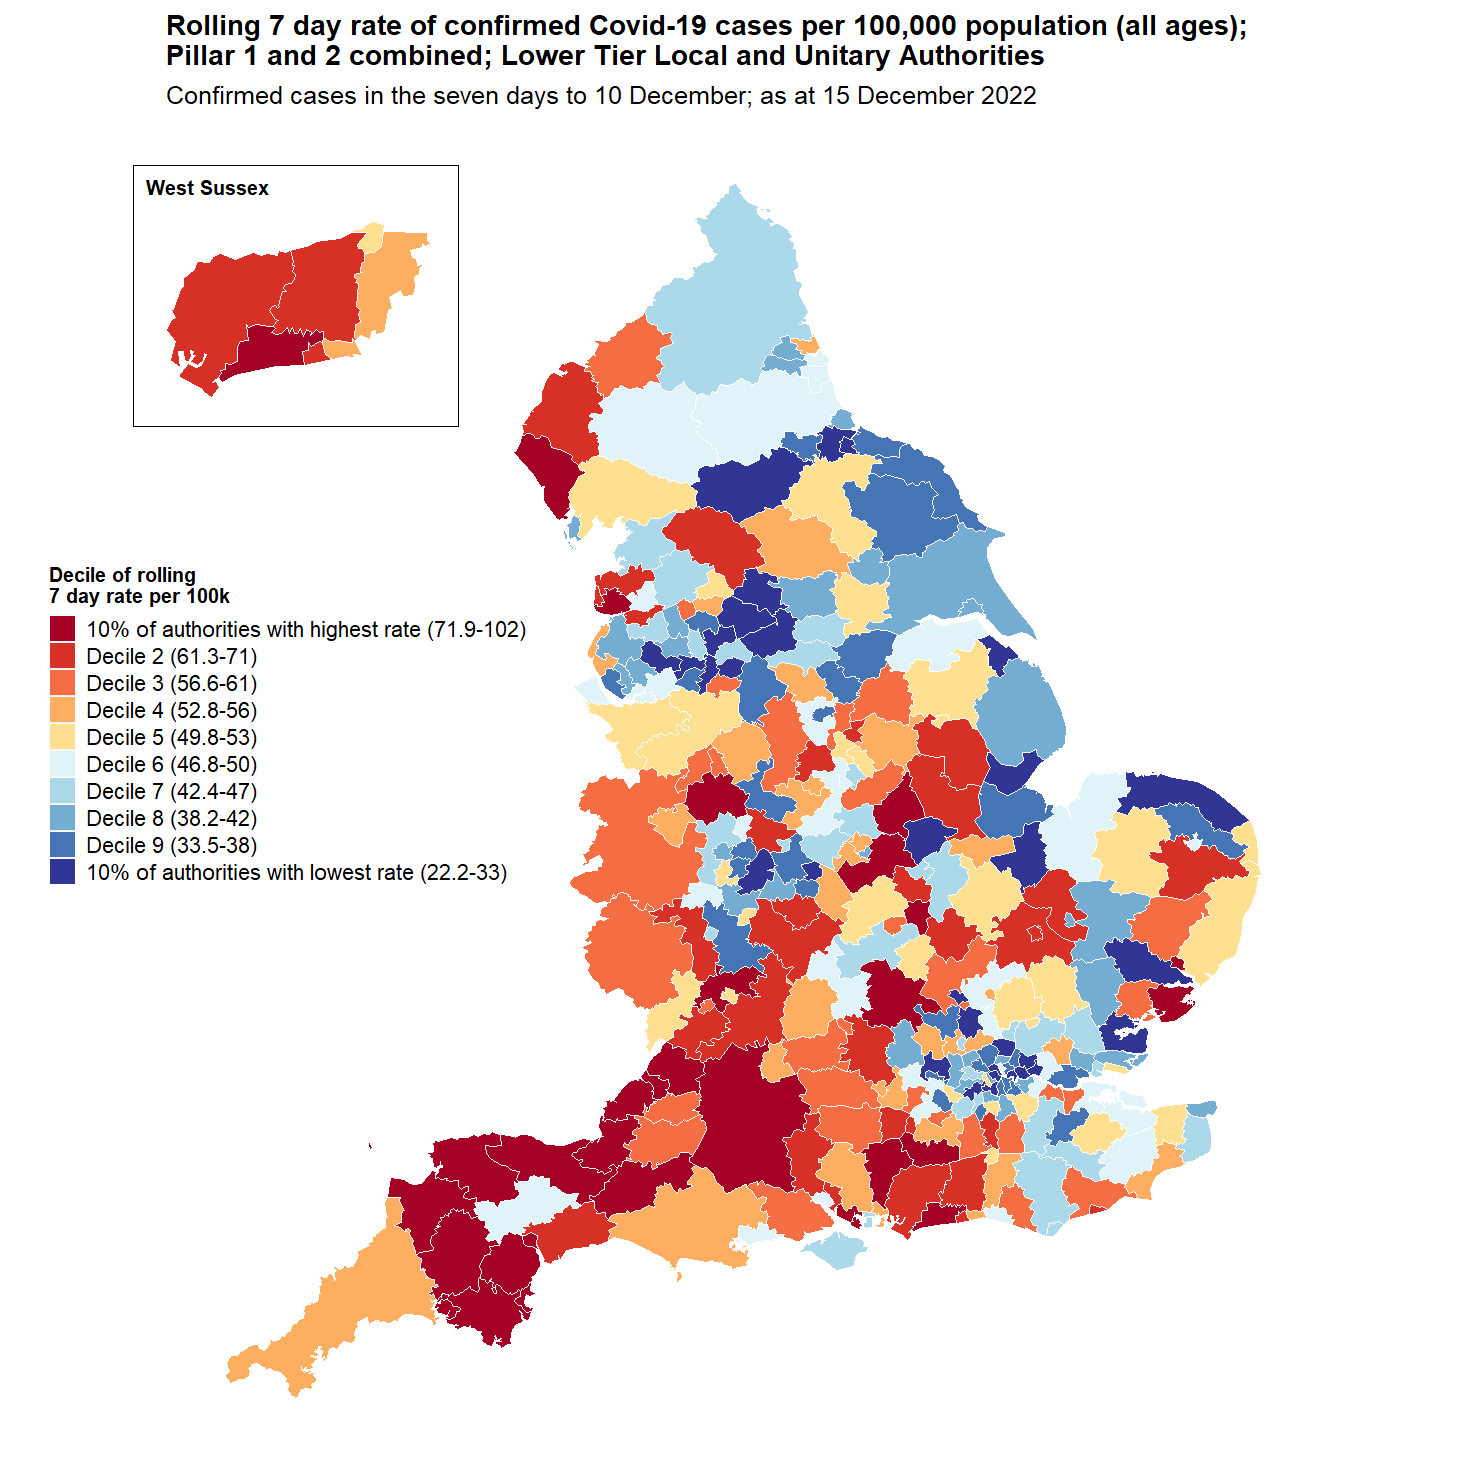 Rolling 7 day rate of confirmed Covid-19 cases per 100,000 population (all ages);
Pillar 1 and 2 combined; Lower Tier Local and Unitary Authorities
Confirmed cases in the seven days to 10 December; as at 15 December 2022
West Sussex
Decile of rolling
7 day rate per 100k
10% of authorities with highest rate (71.9-102)
Decile 2 (61.3-71)
Decile 3 (56.6-61)
Decile 4 (52.8-56)
Decile 5 (49.8-53)
Decile 6 (46.8-50)
Decile 7 (42.4-47)
Decile 8 (38.2-42)
Decile 9 (33.5-38)
10% of authorities with lowest rate (22.2-33)